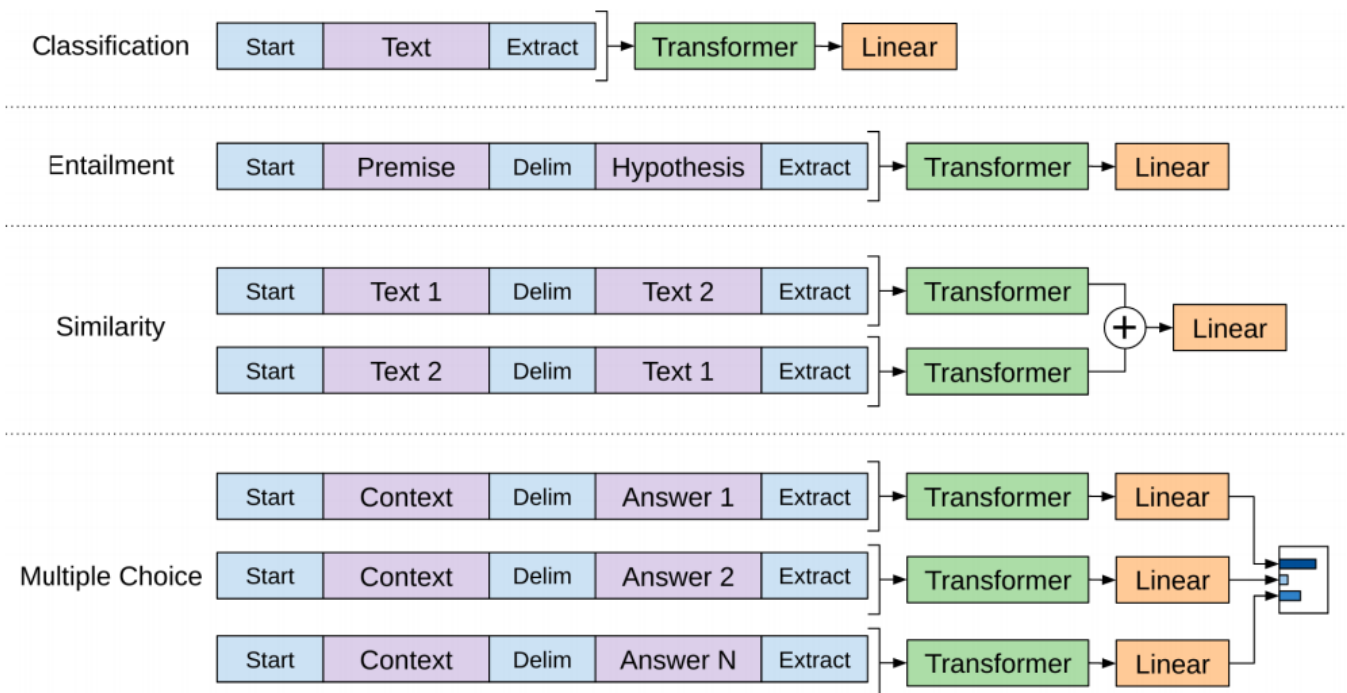 Classification Start Text Extract Transformer Linear
Entailment Start Premise Delim Hypothesis Extract Transformer Linear
Start Text 1 Delim Text 2 Extract Transformer
Similarity + Linear
Start Text 2 Delim Text 1 Extract Transformer
Start Context Delim Answer 1 Extract Transformer Linear
Multiple Choice Start Context Delim Answer 2 Extract Transformer Linear
Start Context Delim Answer N Extract Transformer Linear